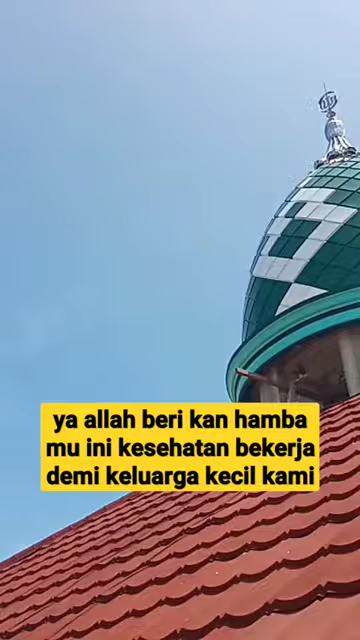 ya allah beri kan hamba
mu ini kesehatan bekerja
demi keluarga kecil kami